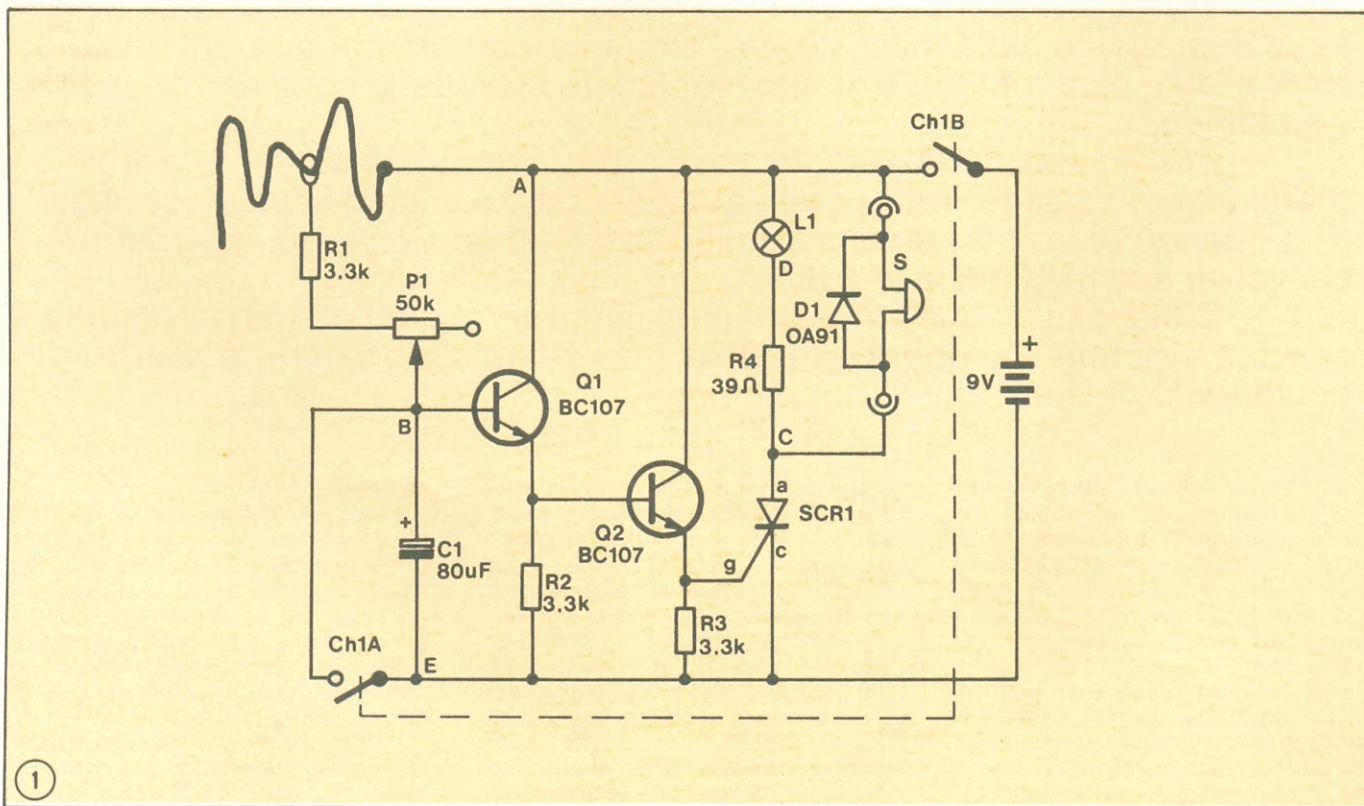 Ch1B
A
L1
R1
3.3k
D
S
P1
50k
D1
OA91
+
R4
39Ω
9V
Q1
BC107
B
C
a
SCR1
+
Q2
BC107
g
c
C1
80uF
R2
3.3k
R3
3.3k
Ch1A
E
1